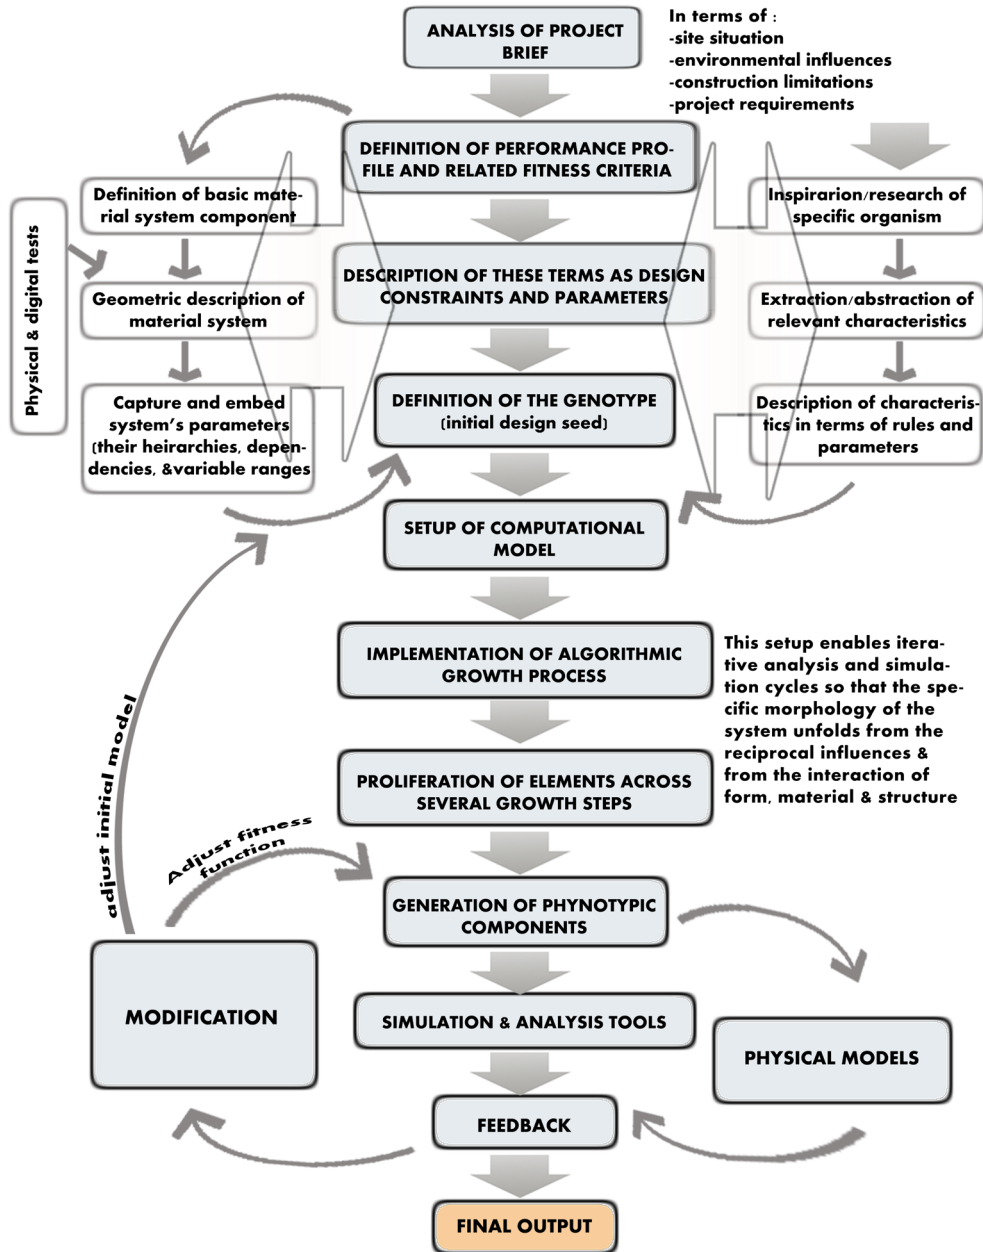 ANALYSIS OF PROJECT
BRIEF
In terms of :
-site situation
-environmental influences
-construction limitations
-project requirements
DEFINITION OF PERFORMANCE PRO-
FILE AND RELATED FITNESS CRITERIA
Definition of basic mate-
rial system component
Inspirarion/research of
specific organism
Physical & digital tests
DESCRIPTION OF THESE TERMS AS DESIGN
CONSTRAINTS AND PARAMETERS
Geometric description of
material system
Extraction/abstraction of
relevant characteristics
DEFINITION OF THE GENOTYPE
(initial design seed)
Capture and embed
system's parameters
(their heirarchies, depen-
dencies, &variable ranges
Description of characteris-
tics in terms of rules and
parameters
SETUP OF COMPUTATIONAL
MODEL
IMPLEMENTATION OF ALGORITHMIC
GROWTH PROCESS
This setup enables itera-
tive analysis and simula-
tion cycles so that the spe-
cific morphology of the
system unfolds from the
reciprocal influences &
from the interaction of
form, material & structure
PROLIFERATION OF ELEMENTS ACROSS
SEVERAL GROWTH STEPS
adjust initial model
Adjust fitness
function
GENERATION OF PHYNOTYPIC
COMPONENTS
MODIFICATION
SIMULATION & ANALYSIS TOOLS
PHYSICAL MODELS
FEEDBACK
FINAL OUTPUT